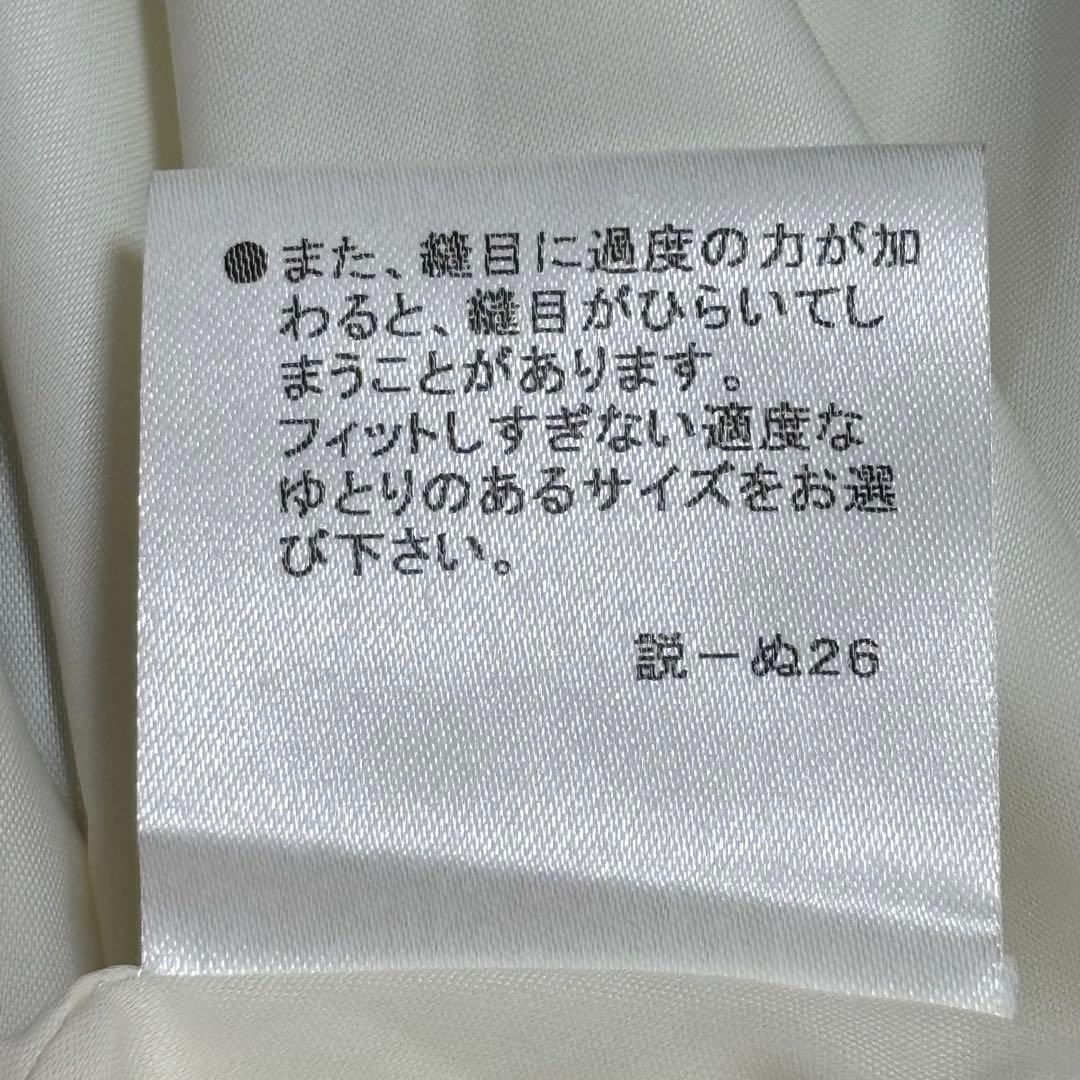 ●また、縫目に過度の力が加
わると、縫目がひらいてし
まうことがあります。
フィットしすぎない適度な
ゆとりのあるサイズをお選
び下さい。
説－ぬ26